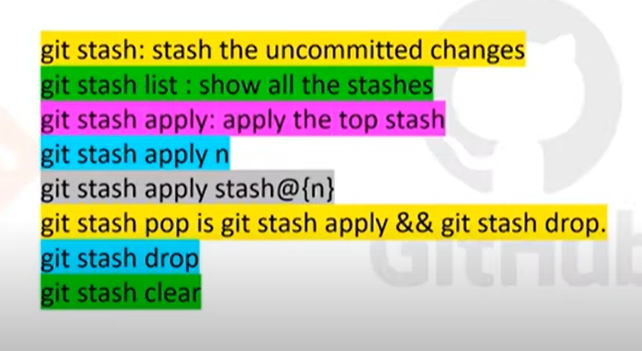 git stash: stash the uncommitted changes
git stash list : show all the stashes
git stash apply: apply the top stash
git stash apply n
git stash apply stash@{n}
git stash pop is git stash apply && git stash drop.
git stash drop
git stash clear
GitHub